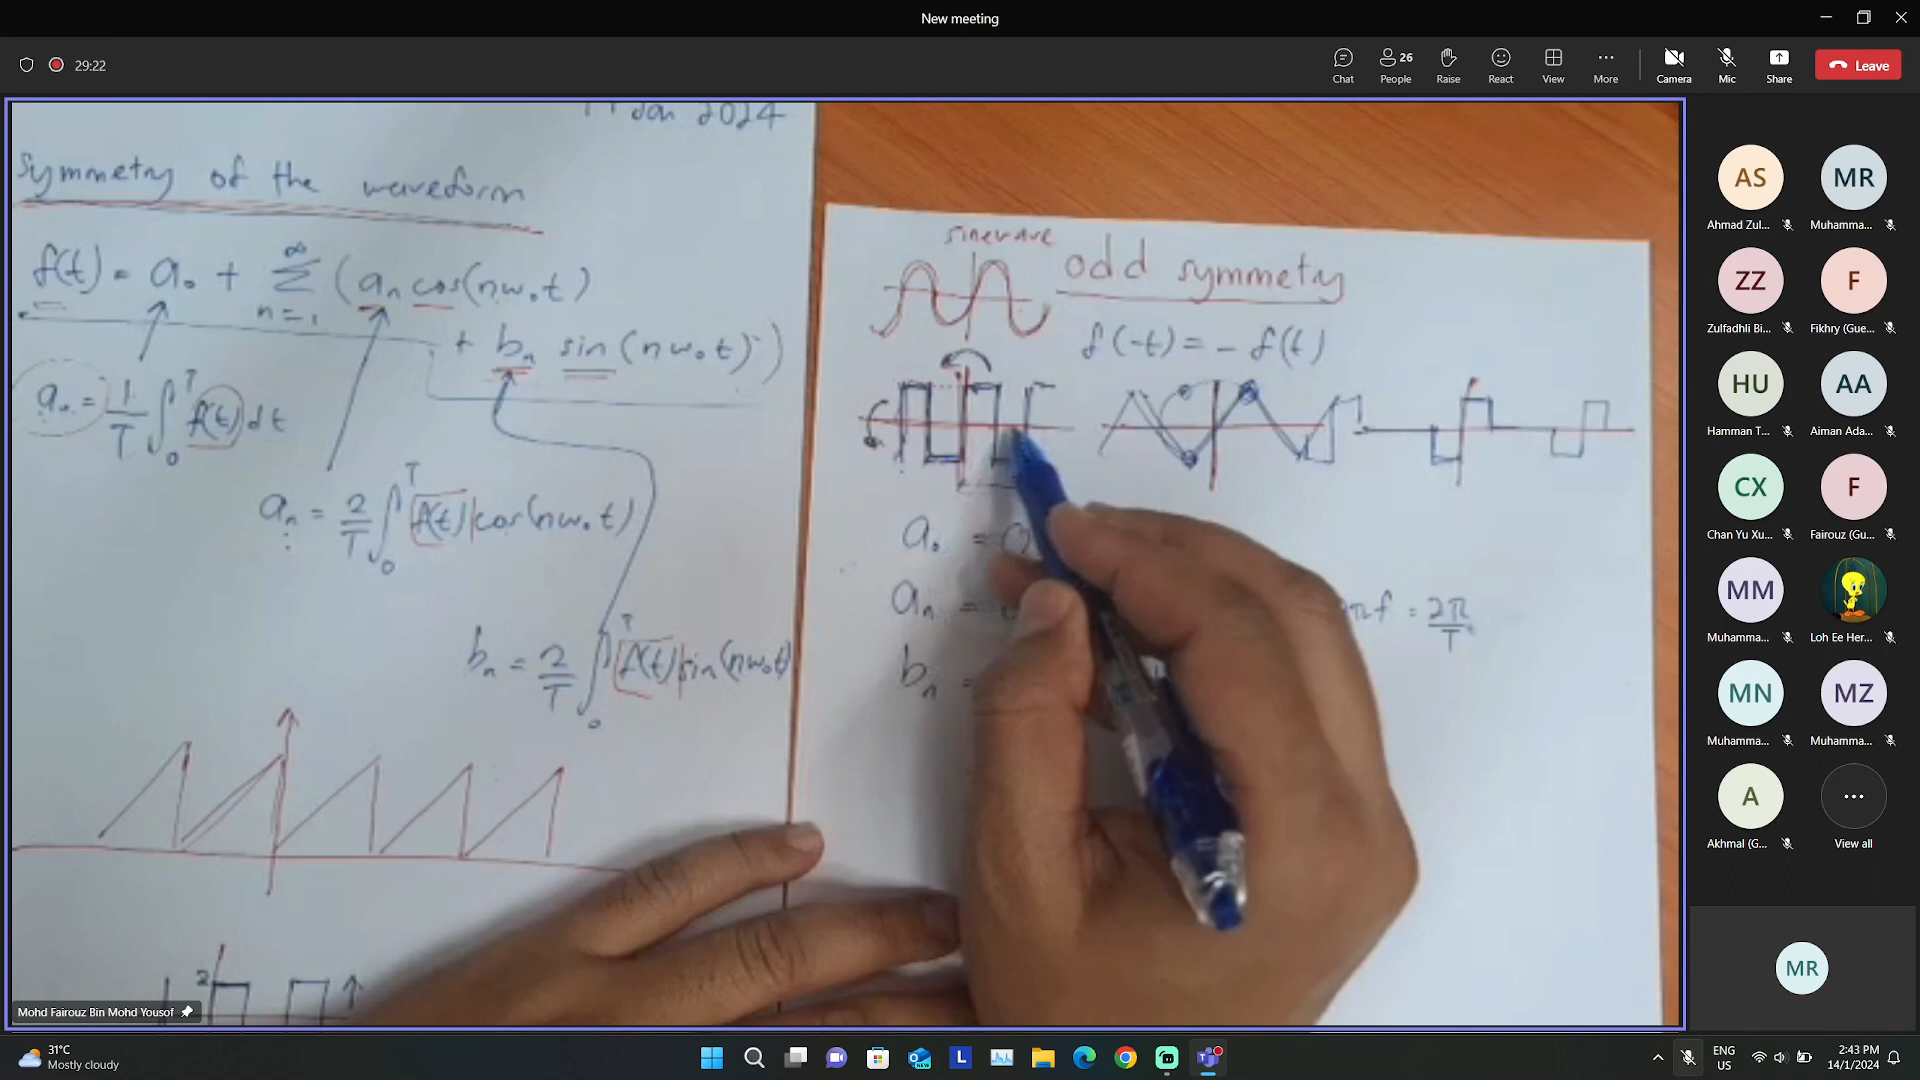 New meeting
29:22
Chat
26
People
Raise
React
View
More
Camera
Mic
Share
Leave
Jan 2024
Symmetry of the waveform
f(t) = a₀ + ∞ Σ n=1 (aₙ cos(nω₀t)
+ bₙ sin(nω₀t))
a₀ = 1/T ∫₀ᵀ f(t) dt
aₙ = 2/T ∫₀ᵀ f(t) cos(nω₀t)
bₙ = 2/T ∫₀ᵀ f(t) sin(nω₀t)
2
sinewave
odd symmetry
f(-t) = - f(t)
a₀ = 0
aₙ =
bₙ =
πf = 2π/T
Mohd Fairouz Bin Mohd Yousof
AS
Ahmad Zul...
MR
Muhamma...
ZZ
Zulfadhli Bi...
F
Fikhry (Gue...
HU
Hamman T...
AA
Aiman Ada...
CX
Chan Yu Xu...
F
Fairouz (Gu...
MM
Muhamma...
Loh Ee Her...
MN
Muhamma...
MZ
Muhamma...
A
Akhmal (G...
...
View all
MR
31°C
Mostly cloudy
L
NEW
ENG
US
2:43 PM
14/1/2024